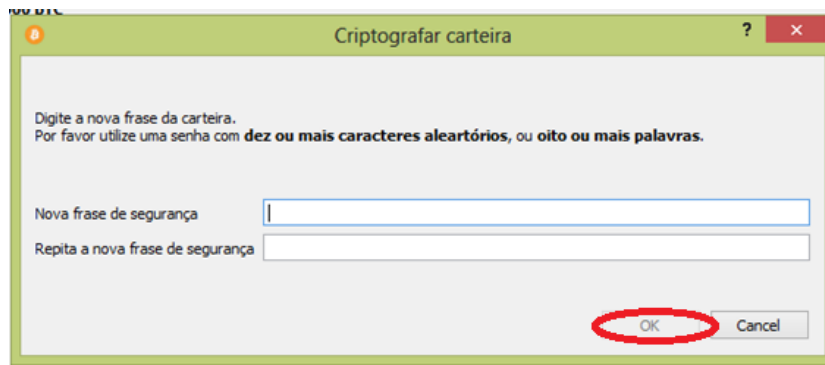 Criptografar carteira
?
Digite a nova frase da carteira.
Por favor utilize uma senha com dez ou mais caracteres aleartórios, ou oito ou mais palavras.
Nova frase de segurança
Repita a nova frase de segurança
OK
Cancel